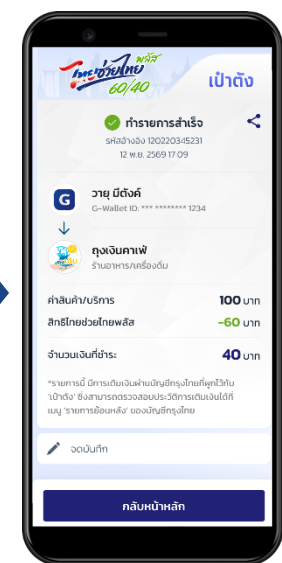 ไทยช่วยไทย พลัส
60/40
เป๋าตัง
ทำรายการสำเร็จ
รหัสอ้างอิง 120220345231
12 พ.ย. 2569 17:09
G
วายุ มีตังค์
G-Wallet ID: *** ******** 1234
ถุงเงินคาเฟ่
ร้านอาหาร/เครื่องดื่ม
ค่าสินค้า/บริการ 100 บาท
สิทธิไทยช่วยไทยพลัส -60 บาท
จำนวนเงินที่ชำระ 40 บาท
*รายการนี้ มีการเติมเงินผ่านบัญชีกรุงไทยที่ผูกไว้กับ
'เป๋าตัง' ซึ่งสามารถตรวจสอบประวัติการเติมเงินได้ที่
เมนู 'รายการย้อนหลัง' ของบัญชีกรุงไทย
จดบันทึก
กลับหน้าหลัก